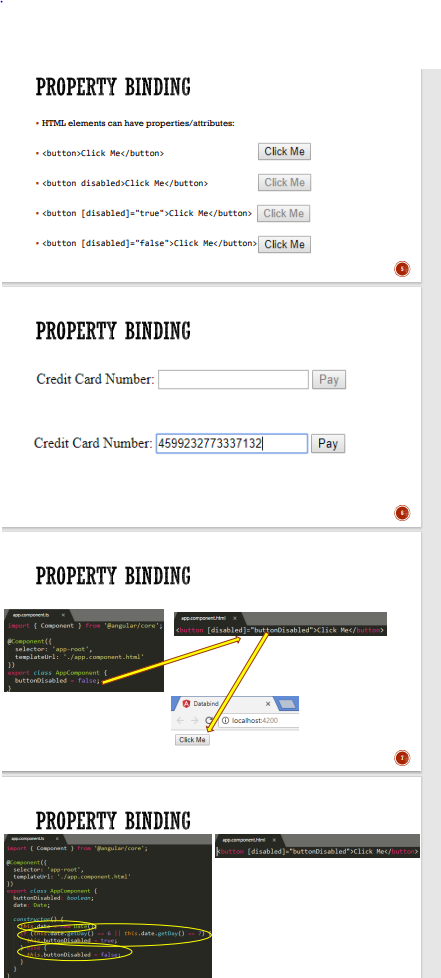 PROPERTY BINDING
▪ HTML elements can have properties/attributes:
▪ <button>Click Me</button> Click Me
▪ <button disabled>Click Me</button> Click Me
▪ <button [disabled]="true">Click Me</button> Click Me
▪ <button [disabled]="false">Click Me</button> Click Me
5
PROPERTY BINDING
Credit Card Number: Pay
Credit Card Number: 4599232773337132 Pay
6
PROPERTY BINDING
app.component.ts ×
import { Component } from '@angular/core';
@Component({
selector: 'app-root',
templateUrl: './app.component.html'
})
export class AppComponent {
buttonDisabled = false;
}
app.component.html ×
<button [disabled]="buttonDisabled">Click Me</button>
Databind ×
localhost:4200
Click Me
7
PROPERTY BINDING
app.component.ts ×
import { Component } from '@angular/core';
@Component({
selector: 'app-root',
templateUrl: './app.component.html'
})
export class AppComponent {
buttonDisabled: boolean;
date: Date;
constructor() {
this.date = new Date();
if (this.date.getDay() == 6 || this.date.getDay() == 7) {
this.buttonDisabled = true;
} else {
this.buttonDisabled = false;
}
}
}
app.component.html ×
<button [disabled]="buttonDisabled">Click Me</button>